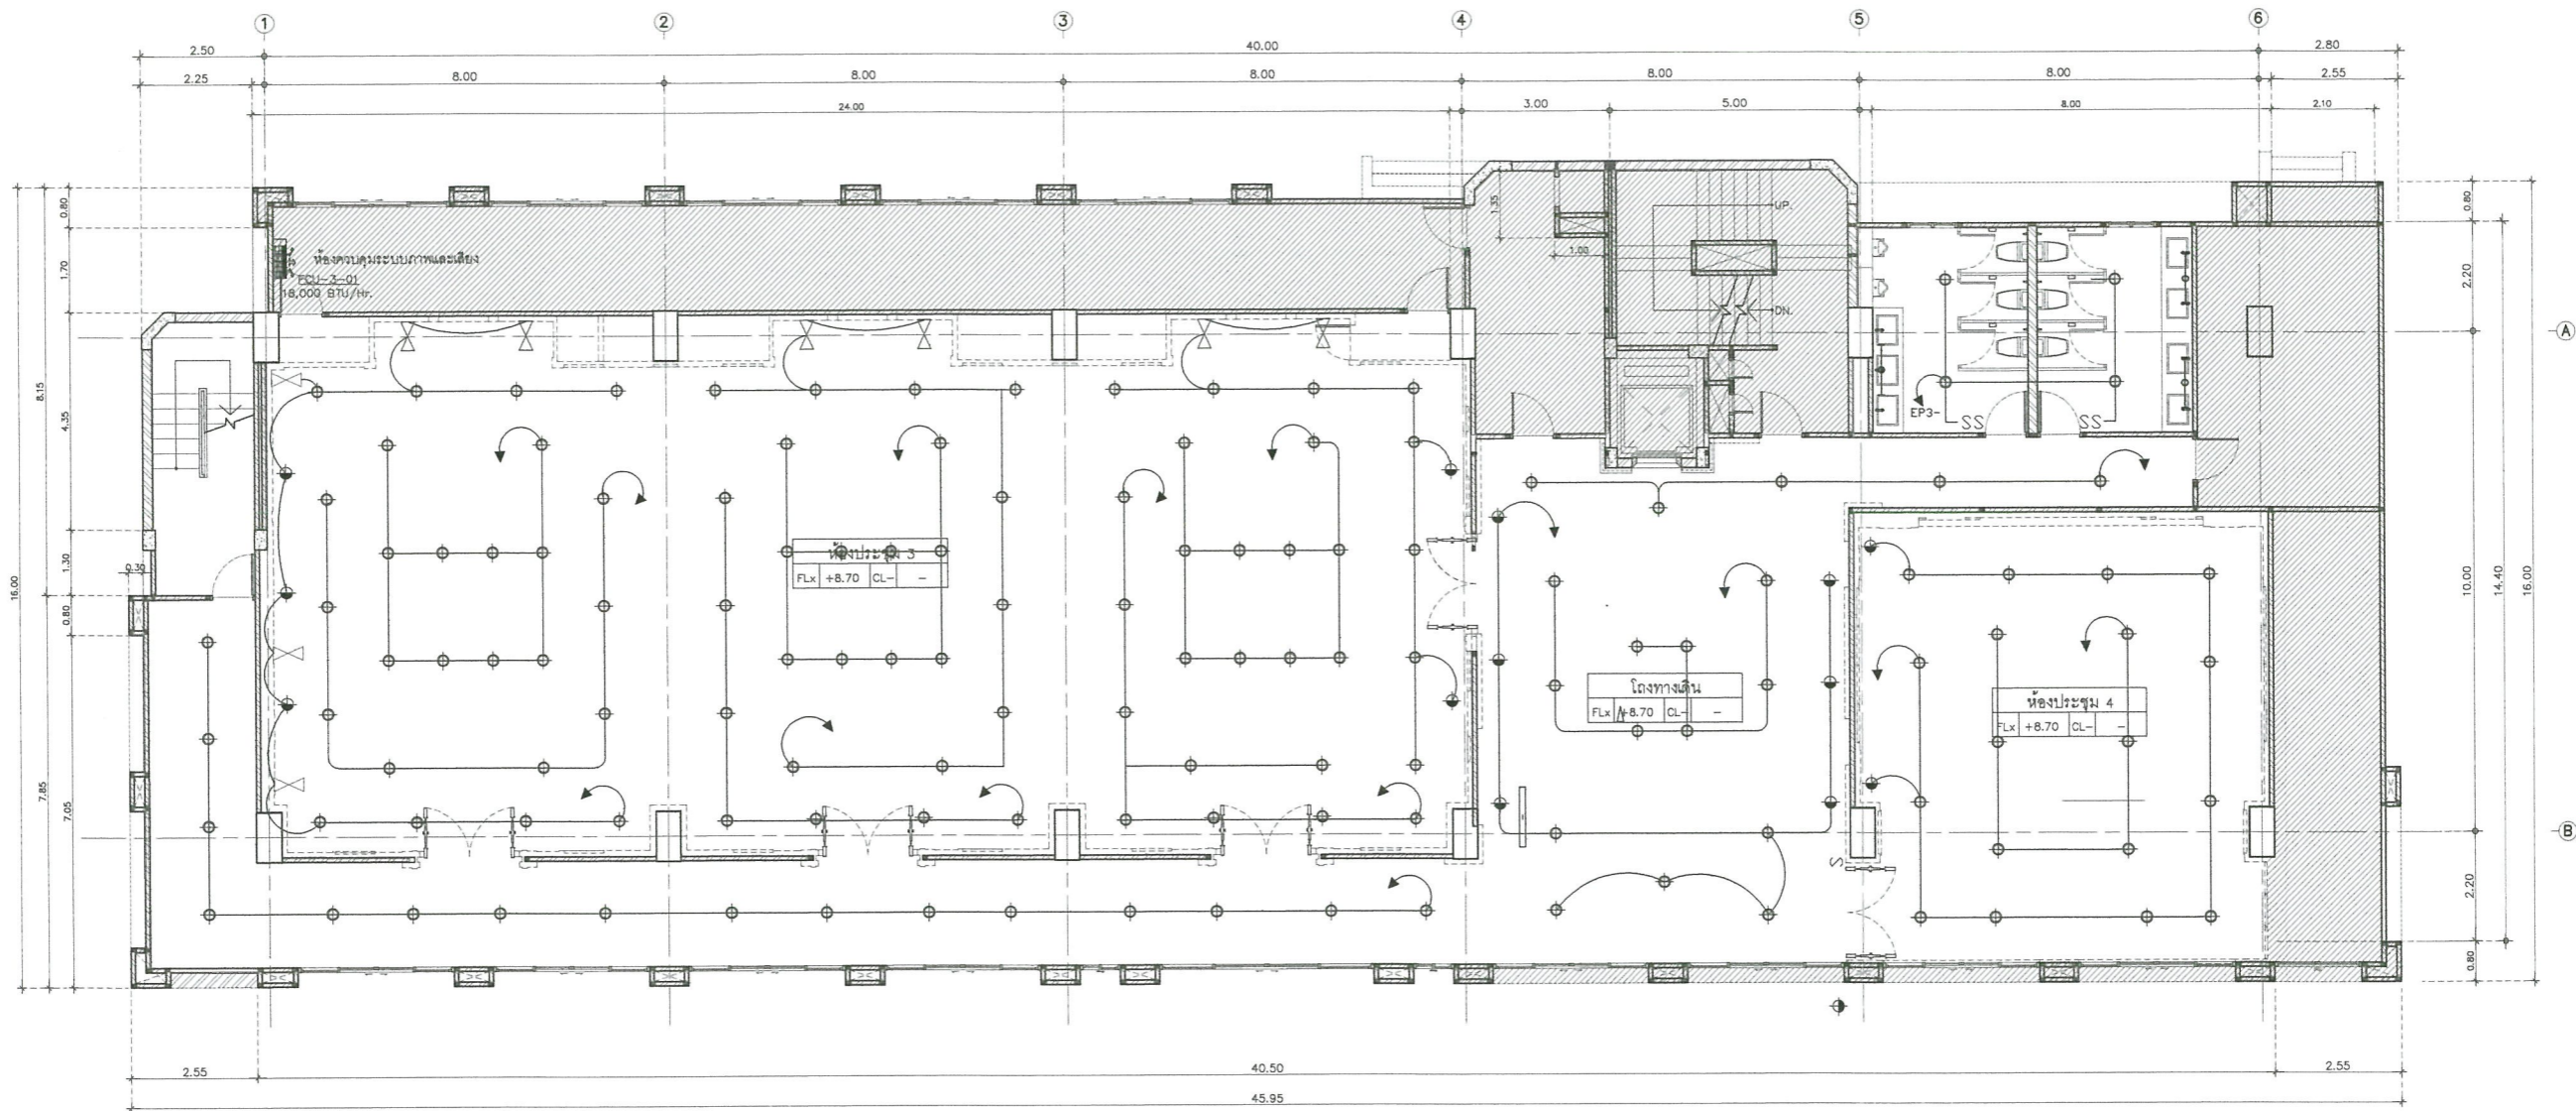 1 2 3 4 5 6
2.50 40.00 2.80
2.25 8.00 8.00 8.00 8.00 8.00 2.55
24.00 3.00 5.00 8.00 2.10
0.80
1.35
UP.
0.80
1.00
ห้องควบคุมระบบภาพและเสียง
FCU-3-01
18,000 BTU/Hr.
1.70
2.20
DN.
A
8.15
4.35
EP3-
SS SS
ห้องประชุม 3
FLx +8.70 CL- -
1.30
0.30
16.00
0.80
10.00
14.40
16.00
โถงทางเดิน
FLx +8.70 CL- -
ห้องประชุม 4
FLx +8.70 CL- -
7.85
7.05
B
S
2.20
0.80
2.55 40.50 2.55
45.95